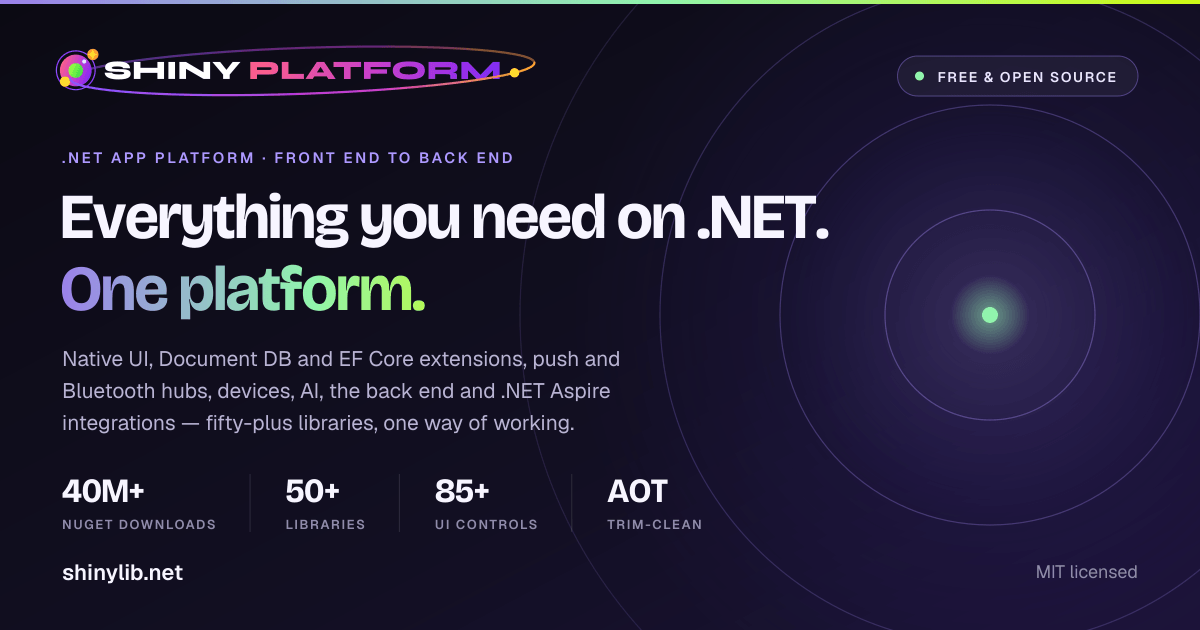 SHINY PLATFORM
FREE & OPEN SOURCE
.NET APP PLATFORM · FRONT END TO BACK END
Everything you need on .NET.
One platform.
Native UI, Document DB and EF Core extensions, push and
Bluetooth hubs, devices, AI, the back end and .NET Aspire
integrations — fifty-plus libraries, one way of working.
40M+
NUGET DOWNLOADS
50+
LIBRARIES
85+
UI CONTROLS
AOT
TRIM-CLEAN
shinylib.net
MIT licensed